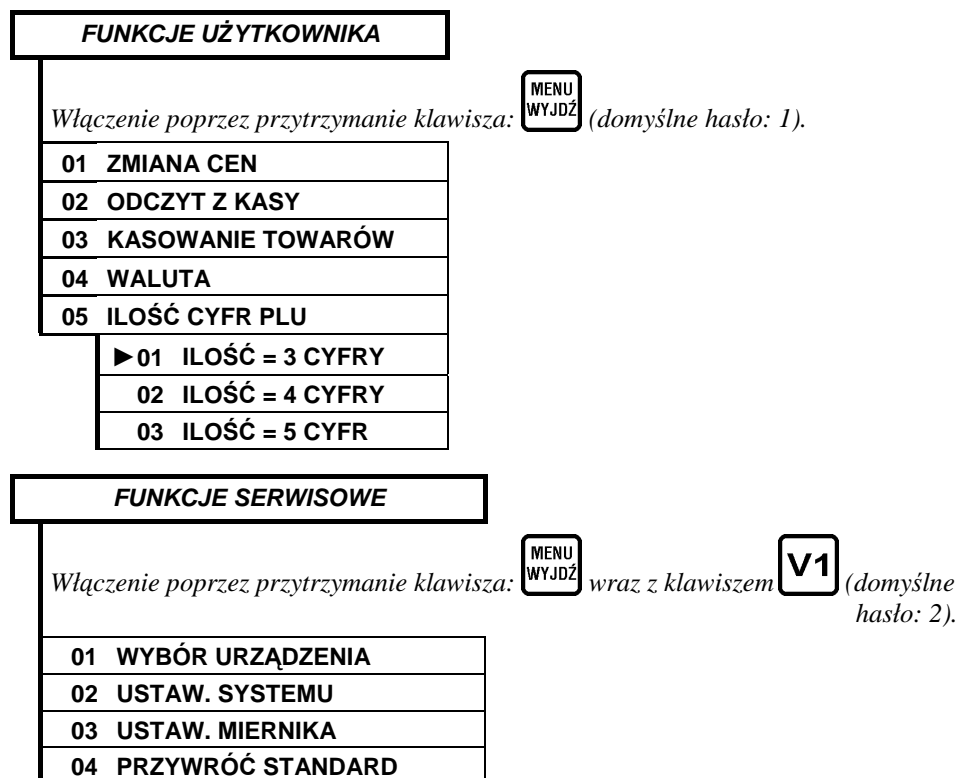 FUNKCJE UŻYTKOWNIKA
Włączenie poprzez przytrzymanie klawisza: MENU WYJDŹ (domyślne hasło: 1).
01 ZMIANA CEN
02 ODCZYT Z KASY
03 KASOWANIE TOWARÓW
04 WALUTA
05 ILOŚĆ CYFR PLU
►01 ILOŚĆ = 3 CYFRY
02 ILOŚĆ = 4 CYFRY
03 ILOŚĆ = 5 CYFR
FUNKCJE SERWISOWE
Włączenie poprzez przytrzymanie klawisza: MENU WYJDŹ wraz z klawiszem V1 (domyślne
hasło: 2).
01 WYBÓR URZĄDZENIA
02 USTAW. SYSTEMU
03 USTAW. MIERNIKA
04 PRZYWRÓĆ STANDARD